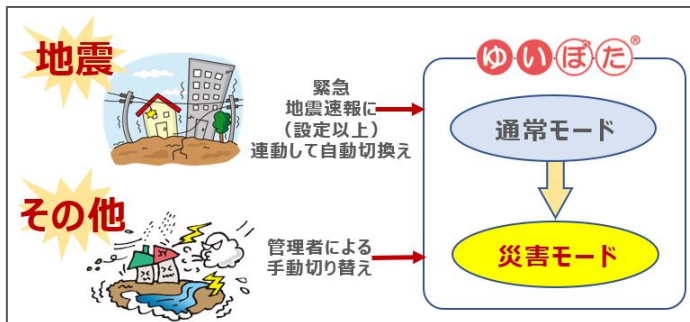 地震
緊急
地震速報に
（設定以上）
連動して自動切換え
ゆいぽた®
通常モード
その他
管理者による
手動切り替え
災害モード